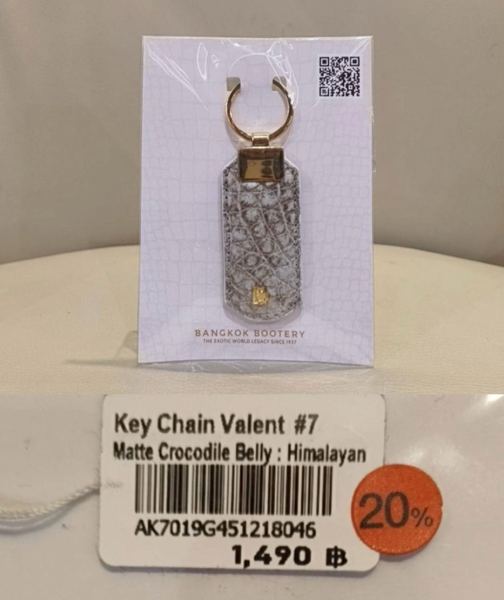 BANGKOK BOOTERY
THE EXOTIC WORLD LEGACY SINCE 1937
Key Chain Valent #7
Matte Crocodile Belly : Himalayan
AK7019G451218046
1,490 ฿
20%